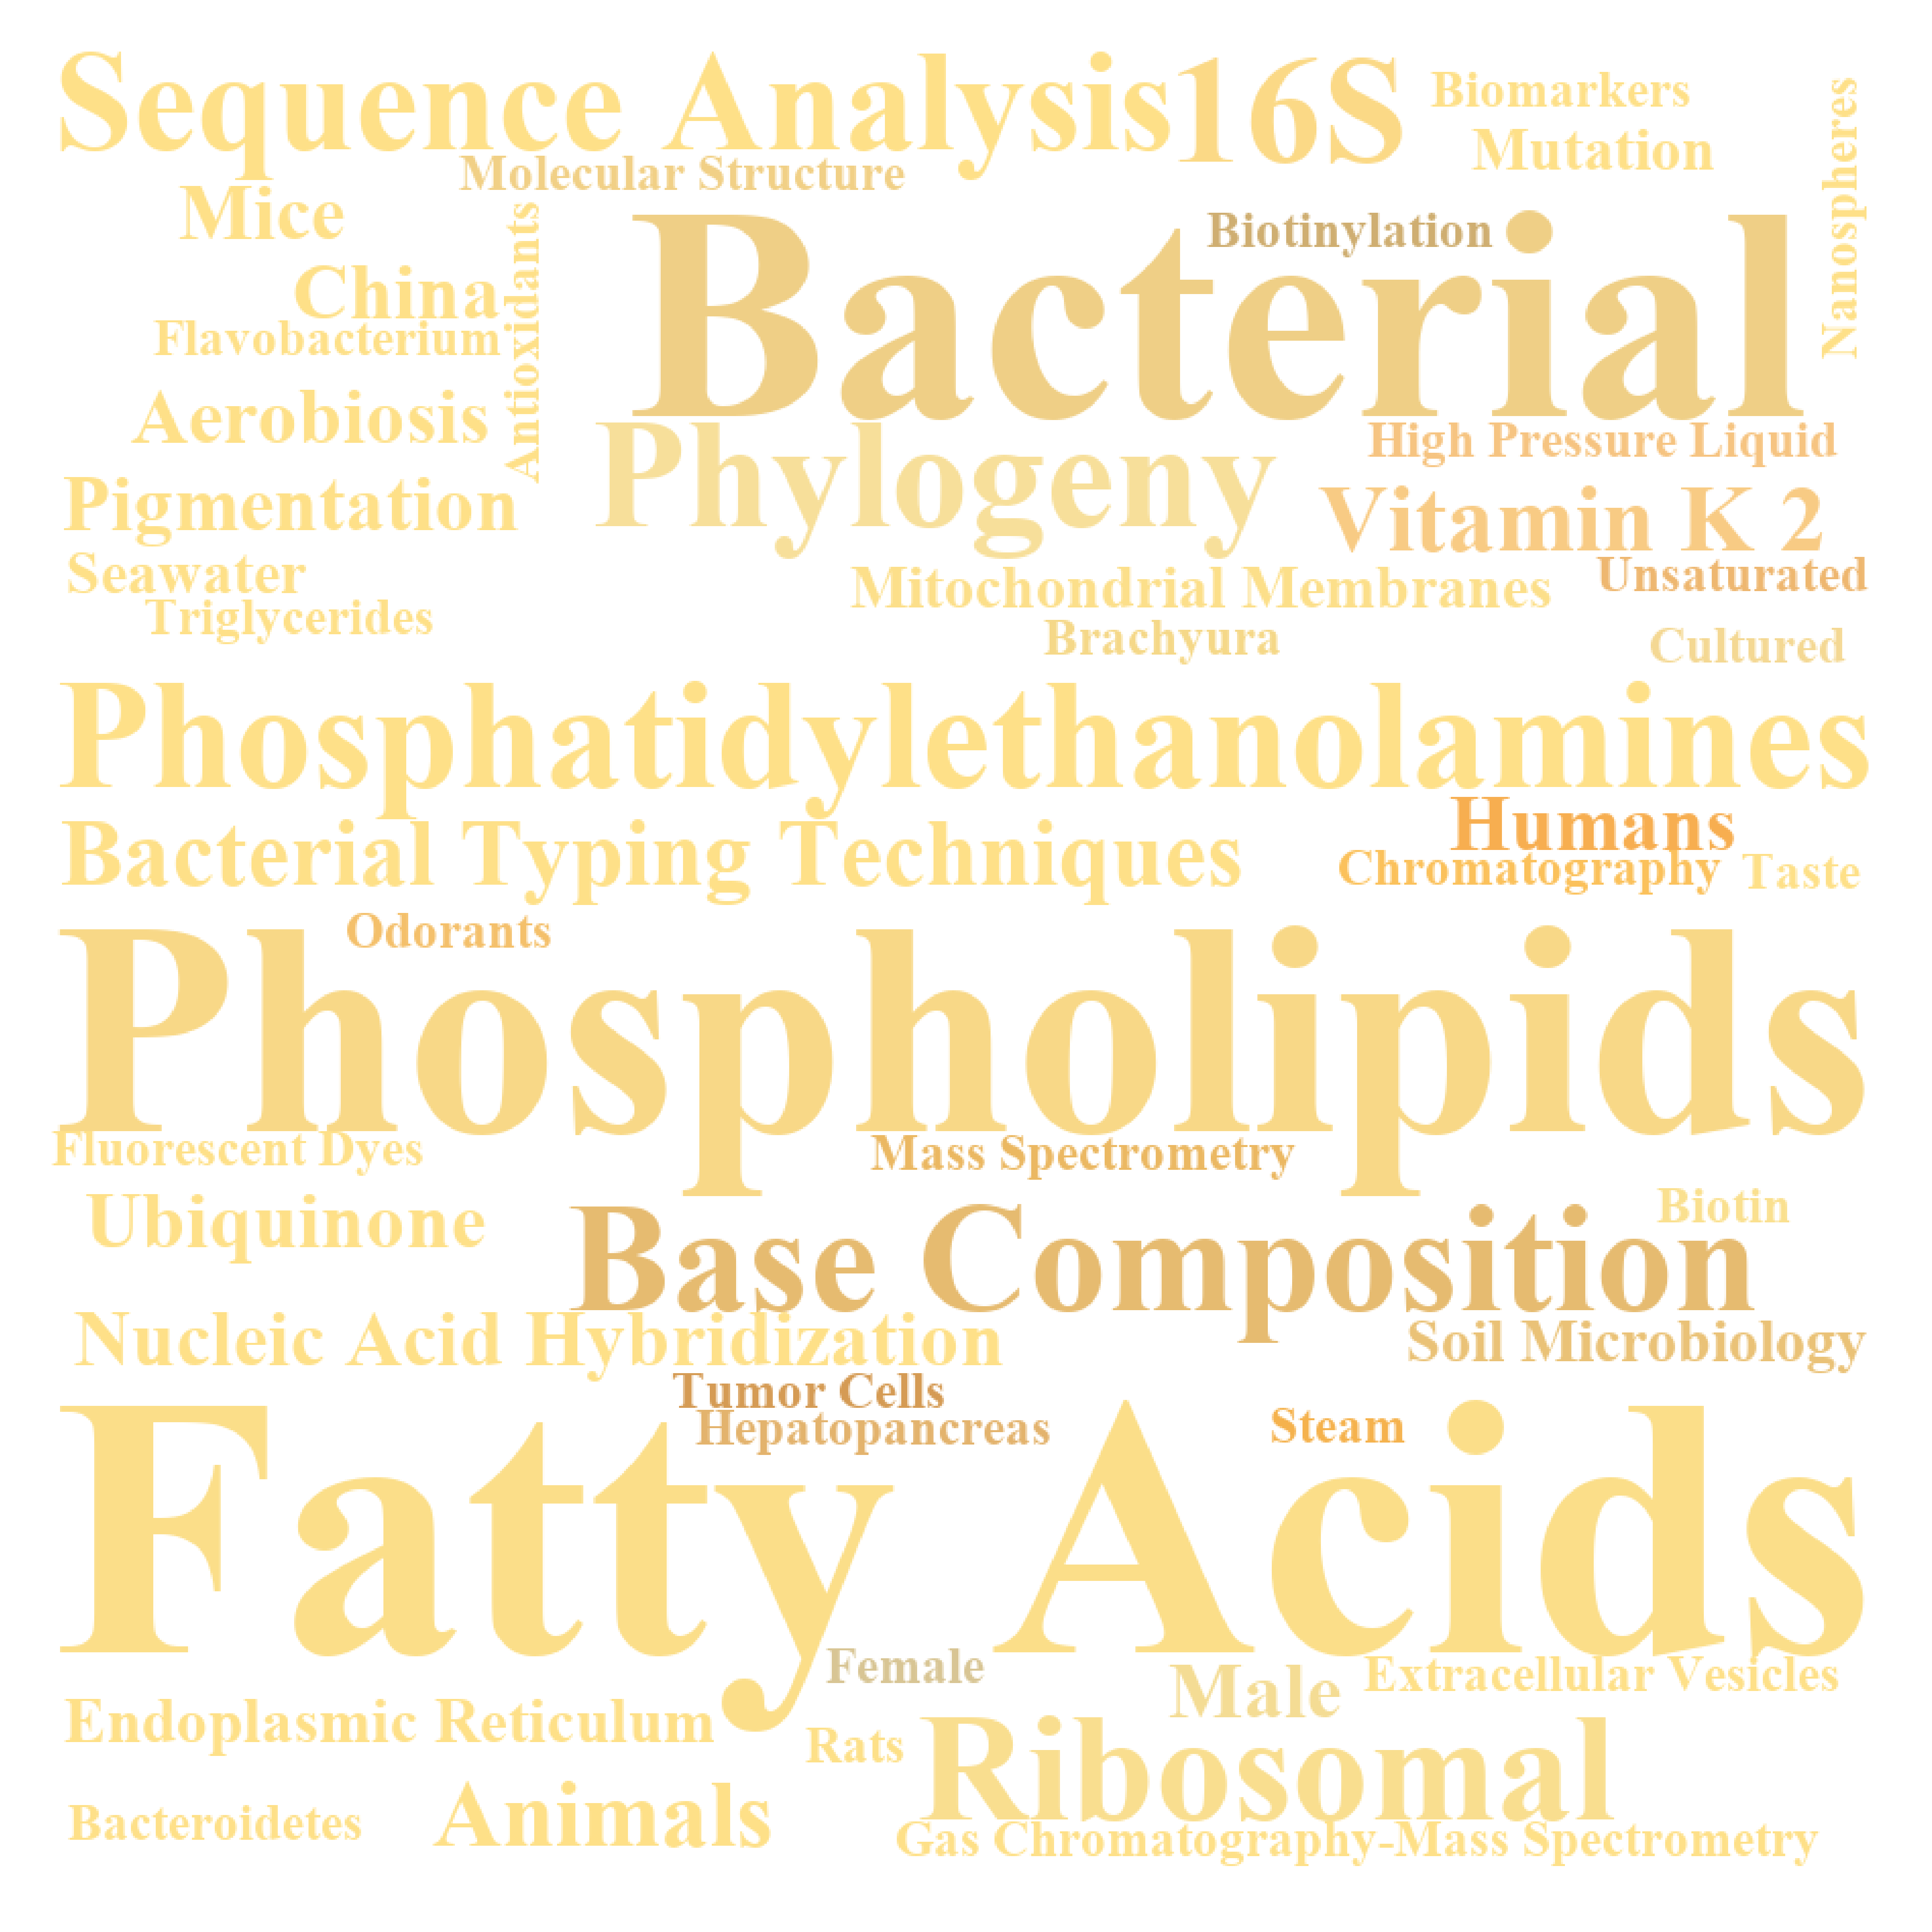 Sequence Analysis
16S
Biomarkers
Mutation
Nanospheres
Molecular Structure
Mice
Antioxidants
Bacterial
Biotinylation
China
Flavobacterium
Aerobiosis
Phylogeny
High Pressure Liquid
Pigmentation
Vitamin K 2
Seawater
Mitochondrial Membranes
Unsaturated
Triglycerides
Brachyura
Cultured
Phosphatidylethanolamines
Bacterial Typing Techniques
Humans
Chromatography
Taste
Odorants
Phospholipids
Fluorescent Dyes
Mass Spectrometry
Ubiquinone
Base Composition
Biotin
Nucleic Acid Hybridization
Soil Microbiology
Tumor Cells
Hepatopancreas
Steam
Fatty Acids
Female
Male
Extracellular Vesicles
Endoplasmic Reticulum
Rats
Ribosomal
Bacteroidetes
Animals
Gas Chromatography-Mass Spectrometry